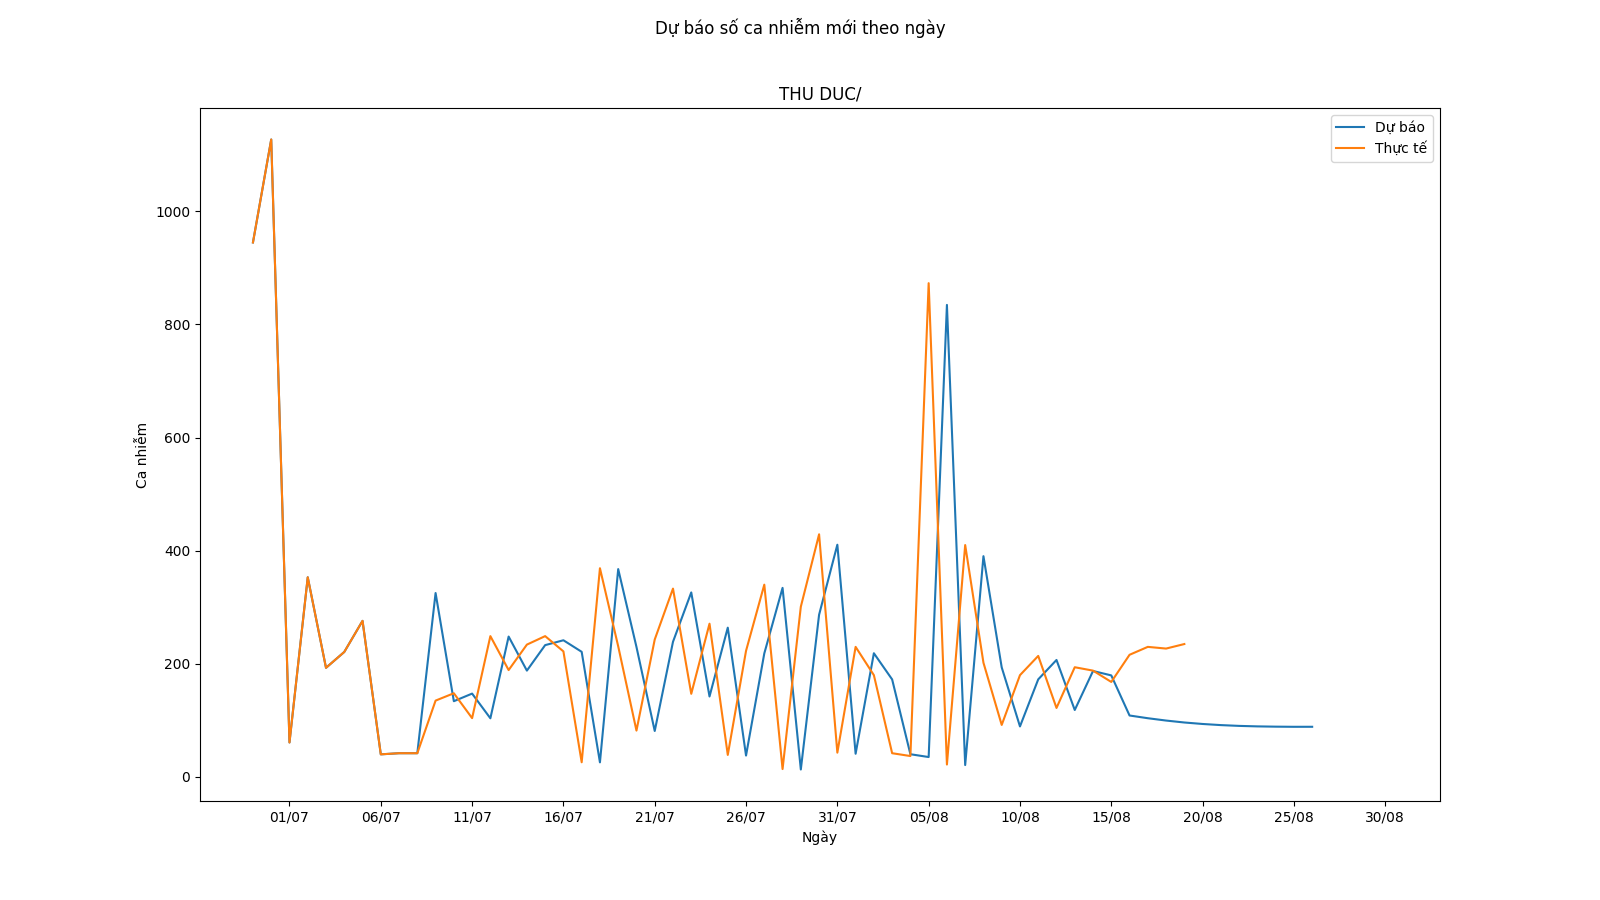 Dự báo số ca nhiễm mới theo ngày
THU DUC/
Dự báo
Thực tế
1000
800
600
400
200
0
Ca nhiễm
01/07 06/07 11/07 16/07 21/07 26/07 31/07 05/08 10/08 15/08 20/08 25/08 30/08
Ngày